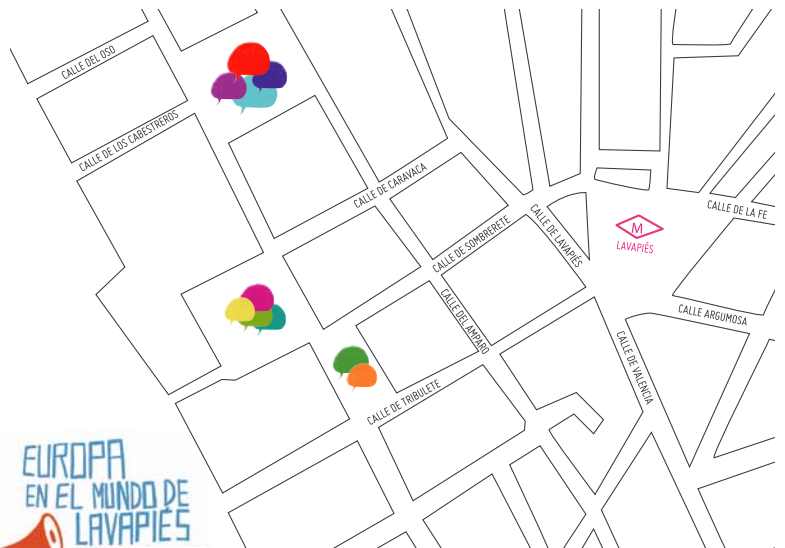 CALLE DEL OSO
CALLE DE LOS CABESTREROS
CALLE DE CARAVACA
CALLE DE SOMBRERETE
CALLE DE LAVAPIÉS
CALLE DE LA FE
M
LAVAPIÉS
CALLE ARGUMOSA
CALLE DEL AMPARO
CALLE DE VALENCIA
CALLE DE TRIBULETE
EUROPA
EN EL MUNDO DE
LAVAPIÉS